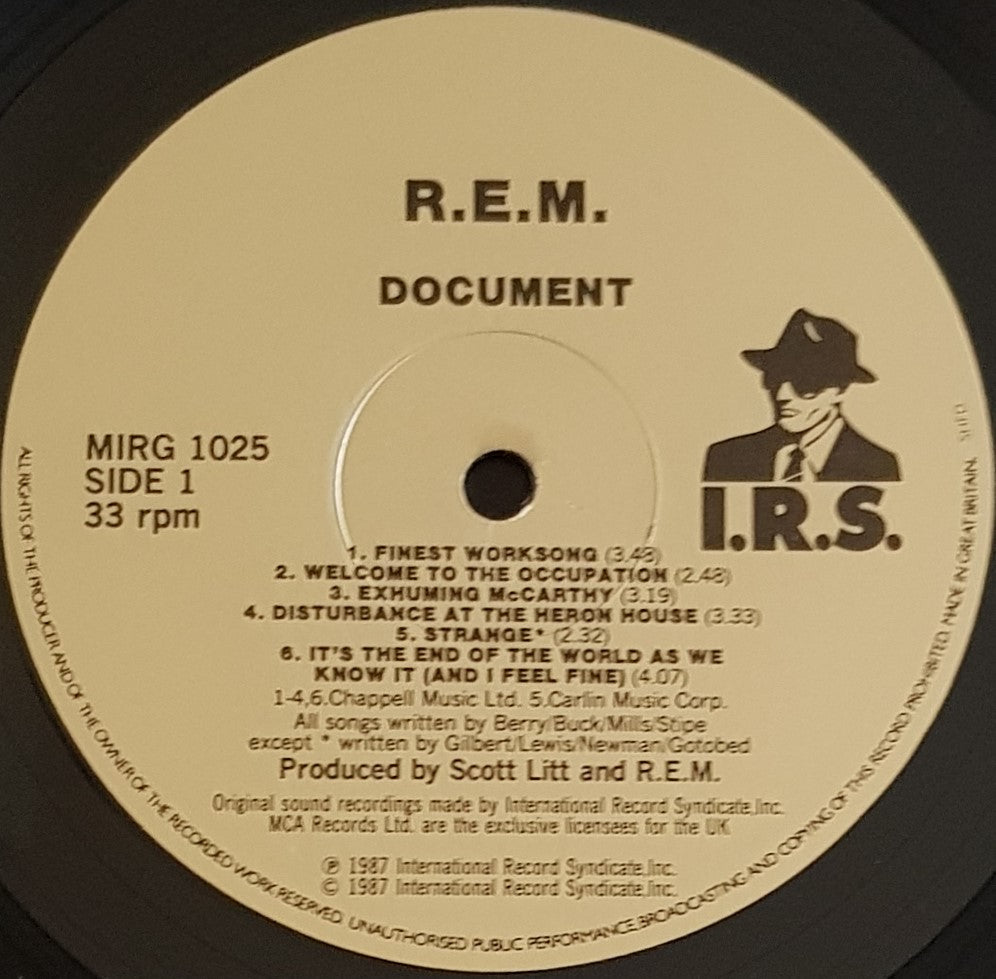 R.E.M.
DOCUMENT
I.R.S.
MIRG 1025
SIDE 1
33 rpm
1. FINEST WORKSONG (3.48)
2. WELCOME TO THE OCCUPATION (2.48)
3. EXHUMING McCARTHY (3.19)
4. DISTURBANCE AT THE HERON HOUSE (3.33)
5. STRANGE* (2.32)
6. IT'S THE END OF THE WORLD AS WE
KNOW IT (AND I FEEL FINE) (4.07)
1-4,6.Chappell Music Ltd. 5.Carlin Music Corp.
All songs written by Berry/Buck/Mills/Stipe
except * written by Gilbert/Lewis/Newman/Gotobed
Produced by Scott Litt and R.E.M.
Original sound recordings made by International Record Syndicate,Inc.
MCA Records Ltd. are the exclusive licensees for the UK
℗ 1987 International Record Syndicate,Inc.
© 1987 International Record Syndicate,Inc.
ALL RIGHTS OF THE PRODUCER AND OF THE OWNER OF THE RECORDED WORK RESERVED. UNAUTHORISED PUBLIC PERFORMANCE,BROADCASTING AND COPYING OF THIS RECORD PROHIBITED. MADE IN GREAT BRITAIN.